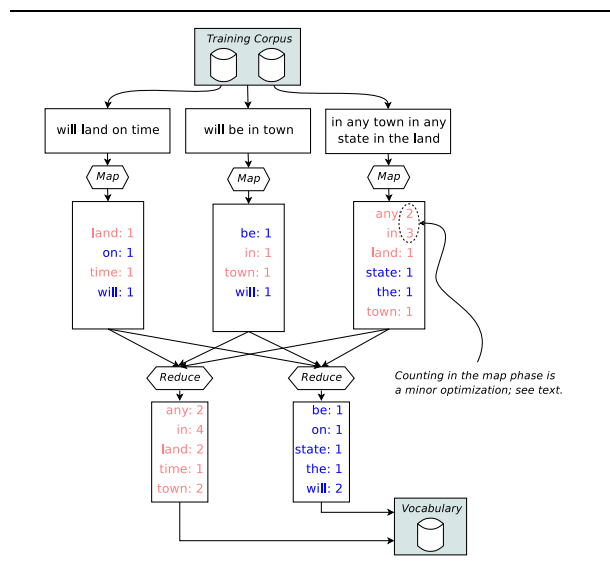 Training Corpus
will land on time
will be in town
in any town in any
state in the land
Map
Map
Map
land: 1
on: 1
time: 1
will: 1
be: 1
in: 1
town: 1
will: 1
any: 2
in: 3
land: 1
state: 1
the: 1
town: 1
Counting in the map phase is
a minor optimization; see text.
Reduce
Reduce
any: 2
in: 4
land: 2
time: 1
town: 2
be: 1
on: 1
state: 1
the: 1
will: 2
Vocabulary